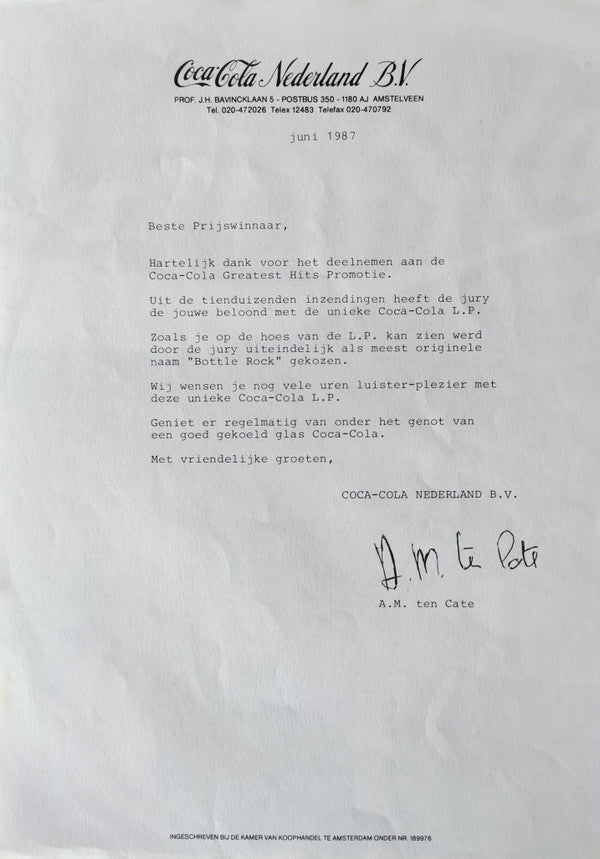 Coca-Cola Nederland B.V.
PROF. J.H. BAVINCKLAAN 5 - POSTBUS 350 - 1180 AJ AMSTELVEEN
Tel. 020-472026 Telex 12483 Telefax 020-470792
juni 1987
Beste Prijswinnaar,
Hartelijk dank voor het deelnemen aan de
Coca-Cola Greatest Hits Promotie.
Uit de tienduizenden inzendingen heeft de jury
de jouwe beloond met de unieke Coca-Cola L.P.
Zoals je op de hoes van de L.P. kan zien werd
door de jury uiteindelijk als meest originele
naam "Bottle Rock" gekozen.
Wij wensen je nog vele uren luister-plezier met
deze unieke Coca-Cola L.P.
Geniet er regelmatig van onder het genot van
een goed gekoeld glas Coca-Cola.
Met vriendelijke groeten,
COCA-COLA NEDERLAND B.V.
A.M. ten Cate
A.M. ten Cate
INGESCHREVEN BIJ DE KAMER VAN KOOPHANDEL TE AMSTERDAM ONDER NR. 189976